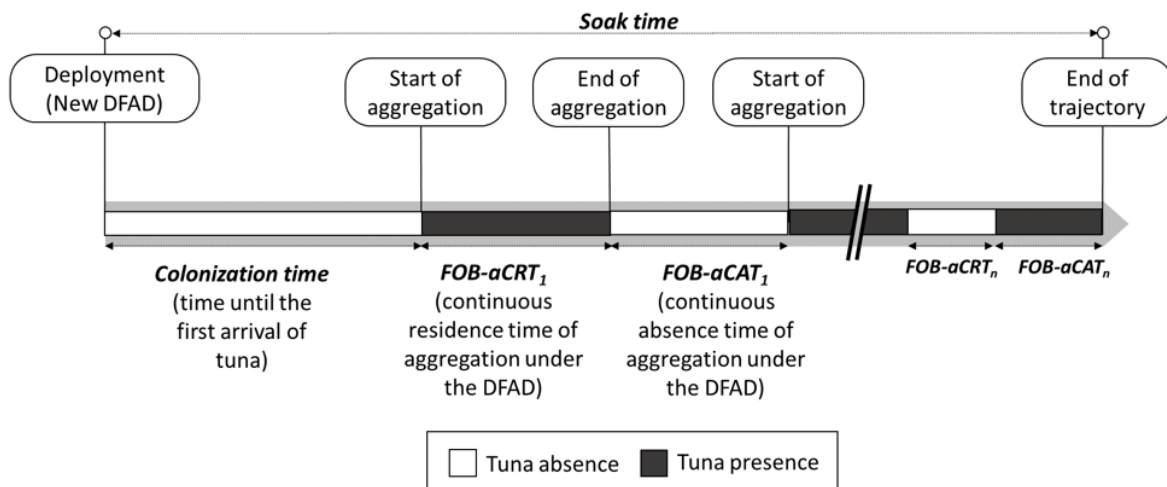 Soak time
Deployment
(New DFAD)
Start of
aggregation
End of
aggregation
Start of
aggregation
End of
trajectory
Colonization time
(time until the
first arrival of
tuna)
FOB-aCRT₁
(continuous
residence time of
aggregation under
the DFAD)
FOB-aCAT₁
(continuous
absence time of
aggregation under
the DFAD)
FOB-aCRTₙ
FOB-aCATₙ
Tuna absence
Tuna presence